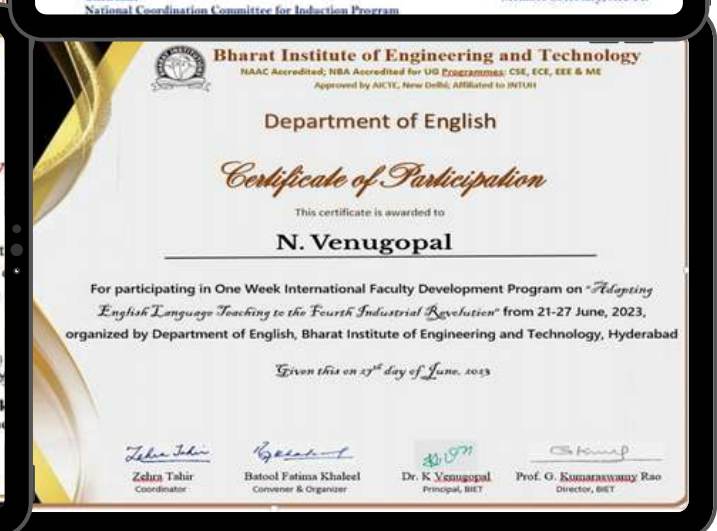 National Coordination Committee for Induction Program
Bharat Institute of Engineering and Technology
NAAC Accredited; NBA Accredited for UG Programmes: CSE, ECE, EEE & ME
Approved by AICTE, New Delhi; Affiliated to JNTUH
Department of English
Certificate of Participation
This certificate is awarded to
N. Venugopal
For participating in One Week International Faculty Development Program on "Adapting
English Language Teaching to the Fourth Industrial Revolution" from 21-27 June, 2023,
organized by Department of English, Bharat Institute of Engineering and Technology, Hyderabad
Given this on 27th day of June, 2023
Zehra Tahir
Zehra Tahir
Coordinator
Batool Fatima Khaleel
Convener & Organizer
Dr. K Venugopal
Principal, BIET
Prof. G. Kumaraswamy Rao
Director, BIET